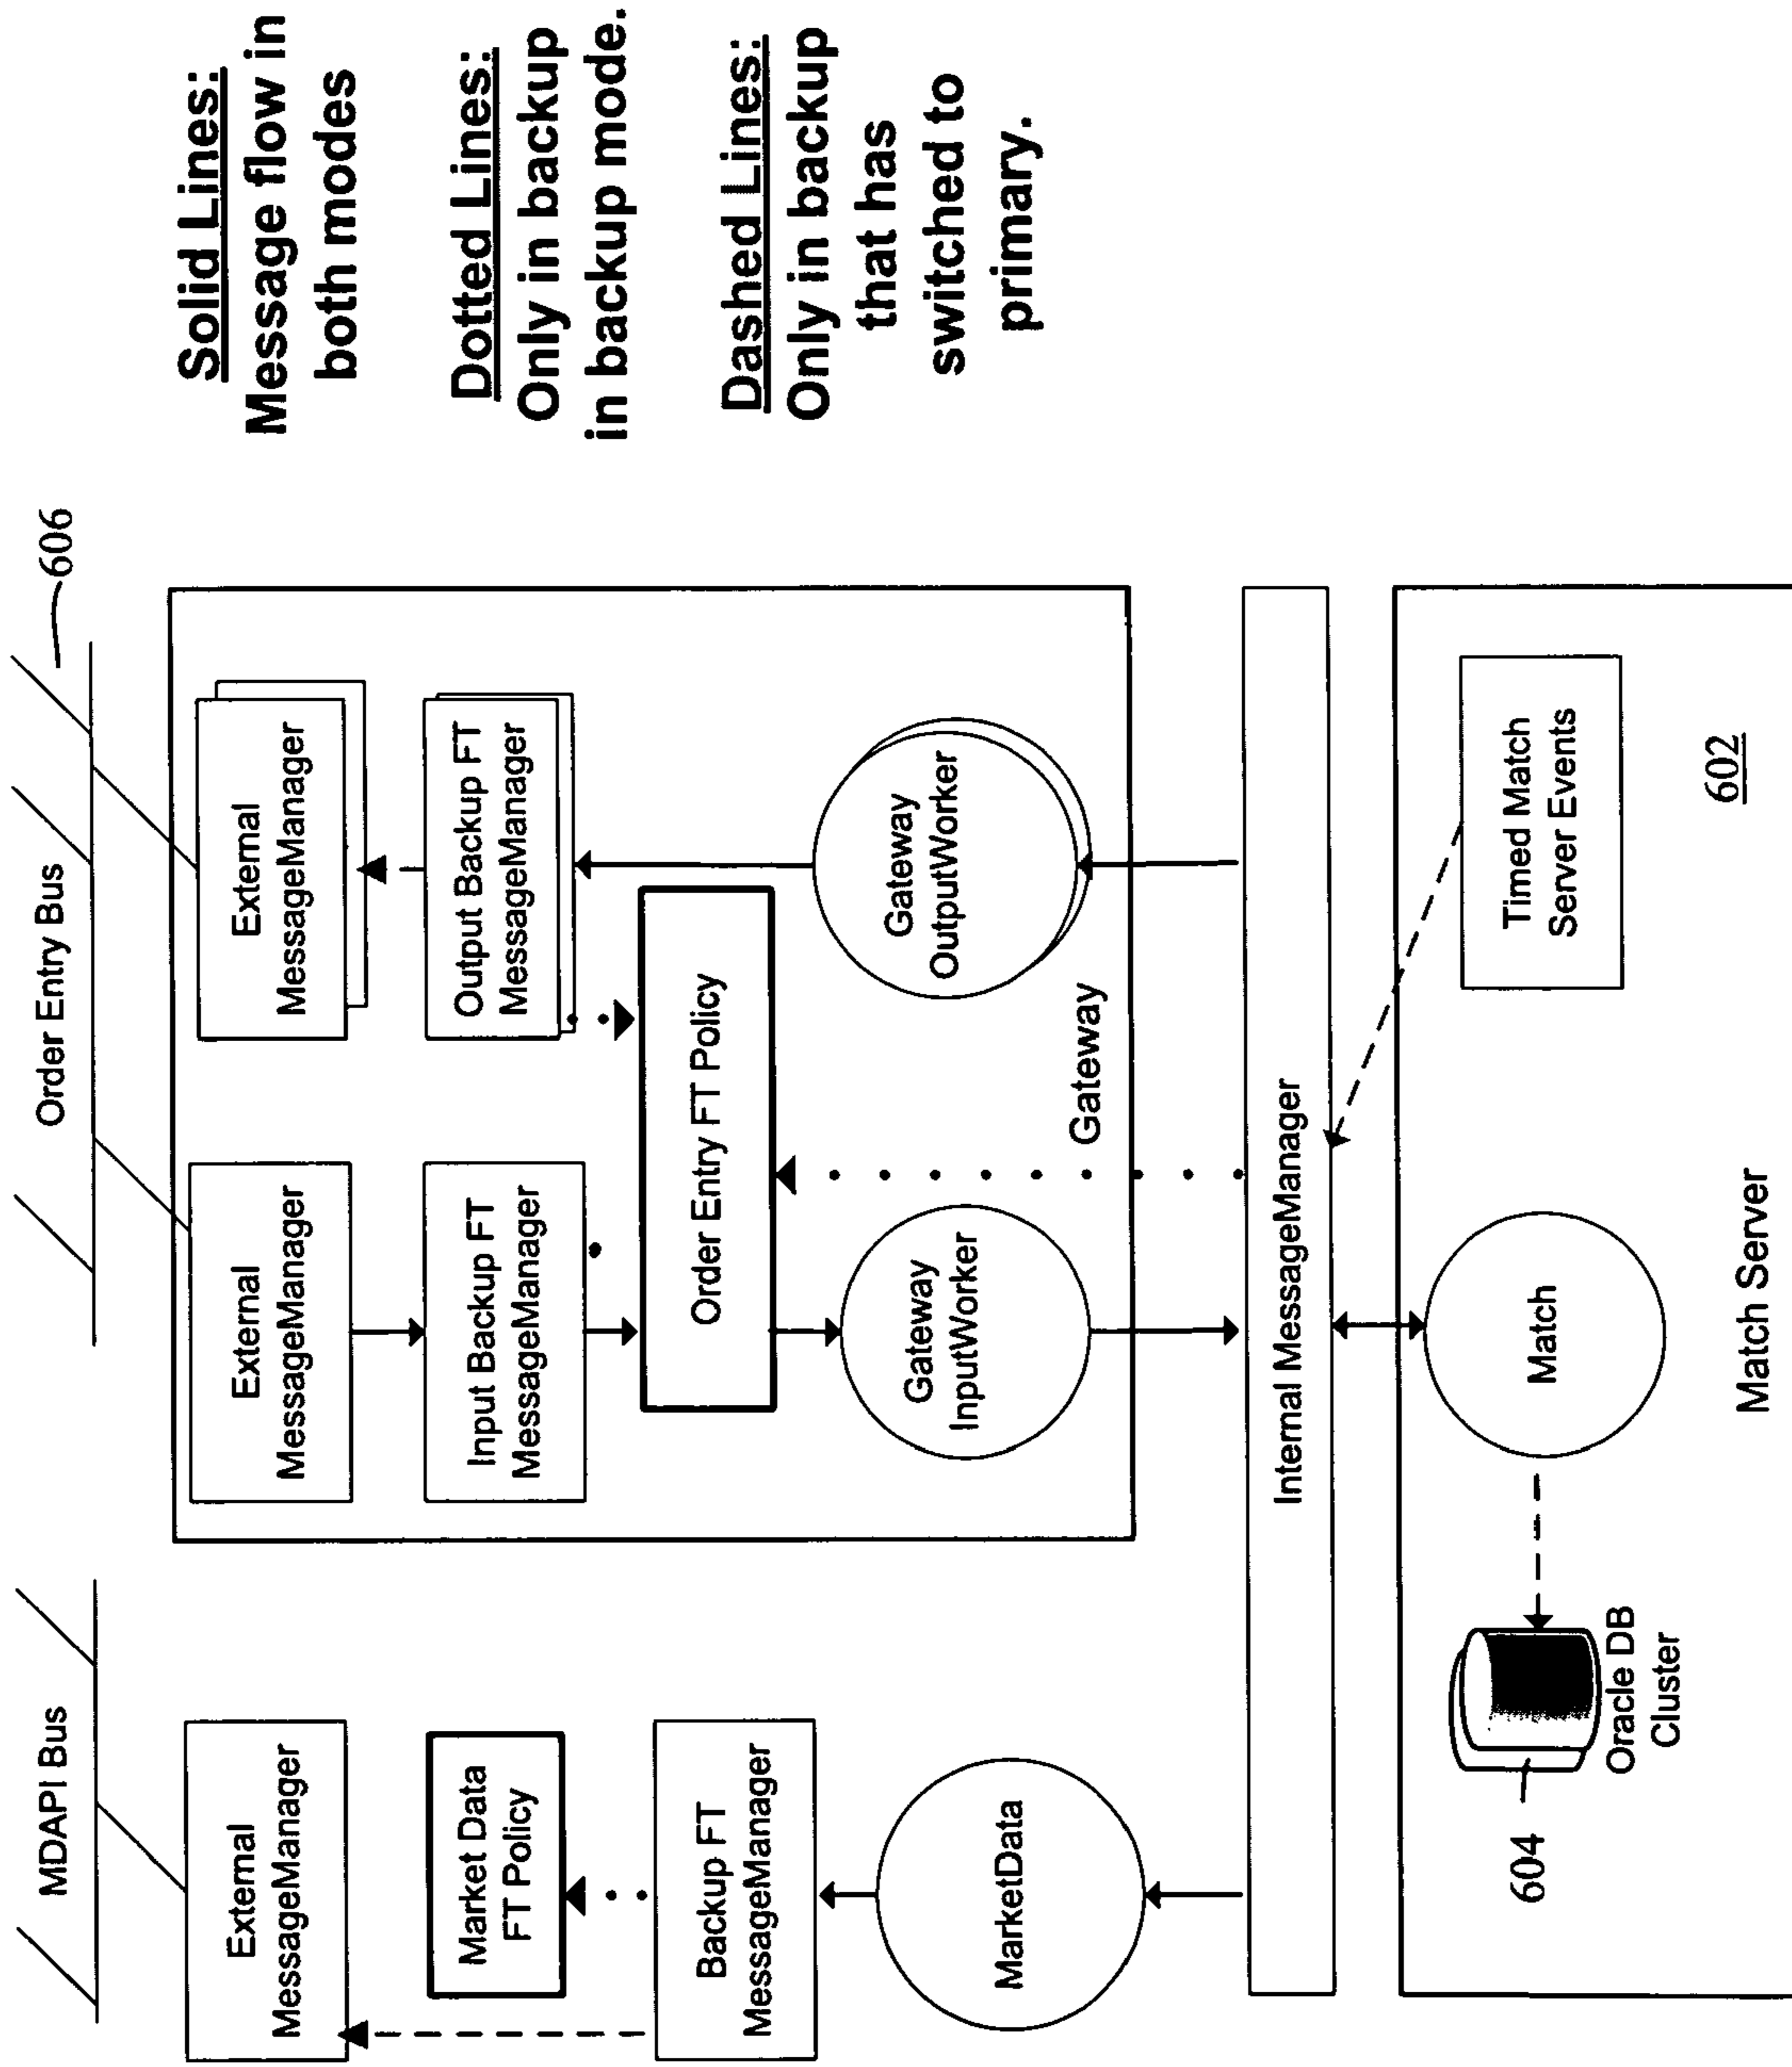 MDAPI Bus
Order Entry Bus
606
External
MessageManager
External
MessageManager
External
MessageManager
Market Data
FT Policy
Input Backup FT
MessageManager
Output Backup FT
MessageManager
Backup FT
MessageManager
Order Entry FT Policy
MarketData
Gateway
InputWorker
Gateway
OutputWorker
Gateway
Internal MessageManager
604
Oracle DB
Cluster
Match
Timed Match
Server Events
Match Server
602
Solid Lines:
Message flow in
both modes
Dotted Lines:
Only in backup
in backup mode.
Dashed Lines:
Only in backup
that has
switched to
primary.